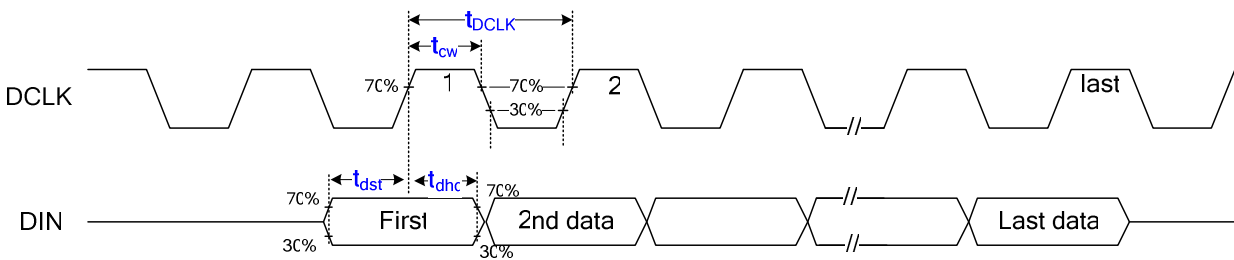 tDCLK
tcw
DCLK
70%
1
70%
30%
2
last
tdst
tdhd
70%
70%
DIN
First
2nd data
Last data
30%
30%